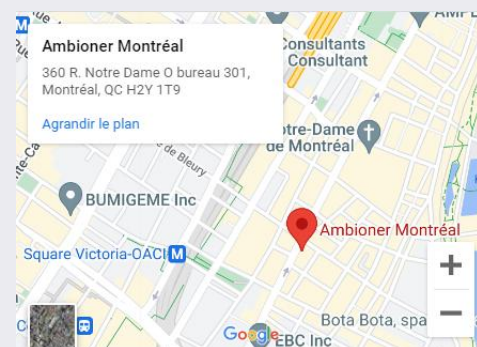 Ambioner Montréal
360 R. Notre Dame O bureau 301,
Montréal, QC H2Y 1T9
Agrandir le plan
Consultants
Consultant
de Bleury
otre-Dame
de Montréal
BUMIGEME Inc
Ambioner Montréal
Square Victoria-OACI
M
Bota Bota, spa
Google
EBC Inc